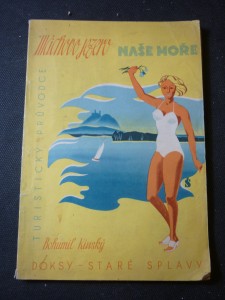 Máchovo jezero
NAŠE MOŘE
TURISTICKÝ PRŮVODCE
Bohumil Kinský
DOKSY - STARÉ SPLAVY